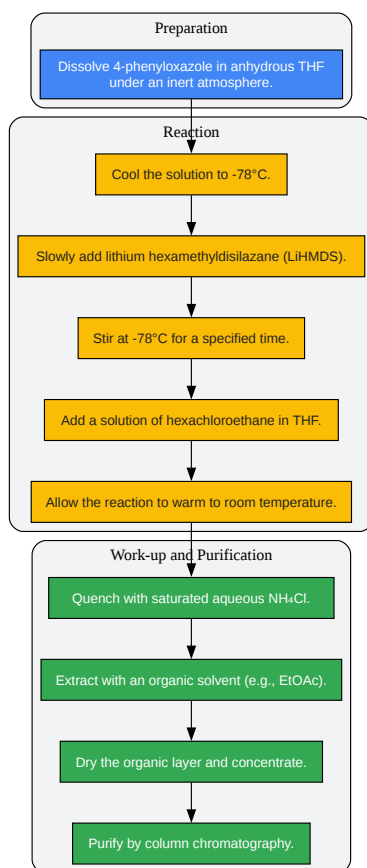 Preparation
Dissolve 4-phenyloxazole in anhydrous THF
under an inert atmosphere.
Reaction
Cool the solution to -78°C.
Slowly add lithium hexamethyldisilazane (LiHMDS).
Stir at -78°C for a specified time.
Add a solution of hexachloroethane in THF.
Allow the reaction to warm to room temperature.
Work-up and Purification
Quench with saturated aqueous NH₄Cl.
Extract with an organic solvent (e.g., EtOAc).
Dry the organic layer and concentrate.
Purify by column chromatography.